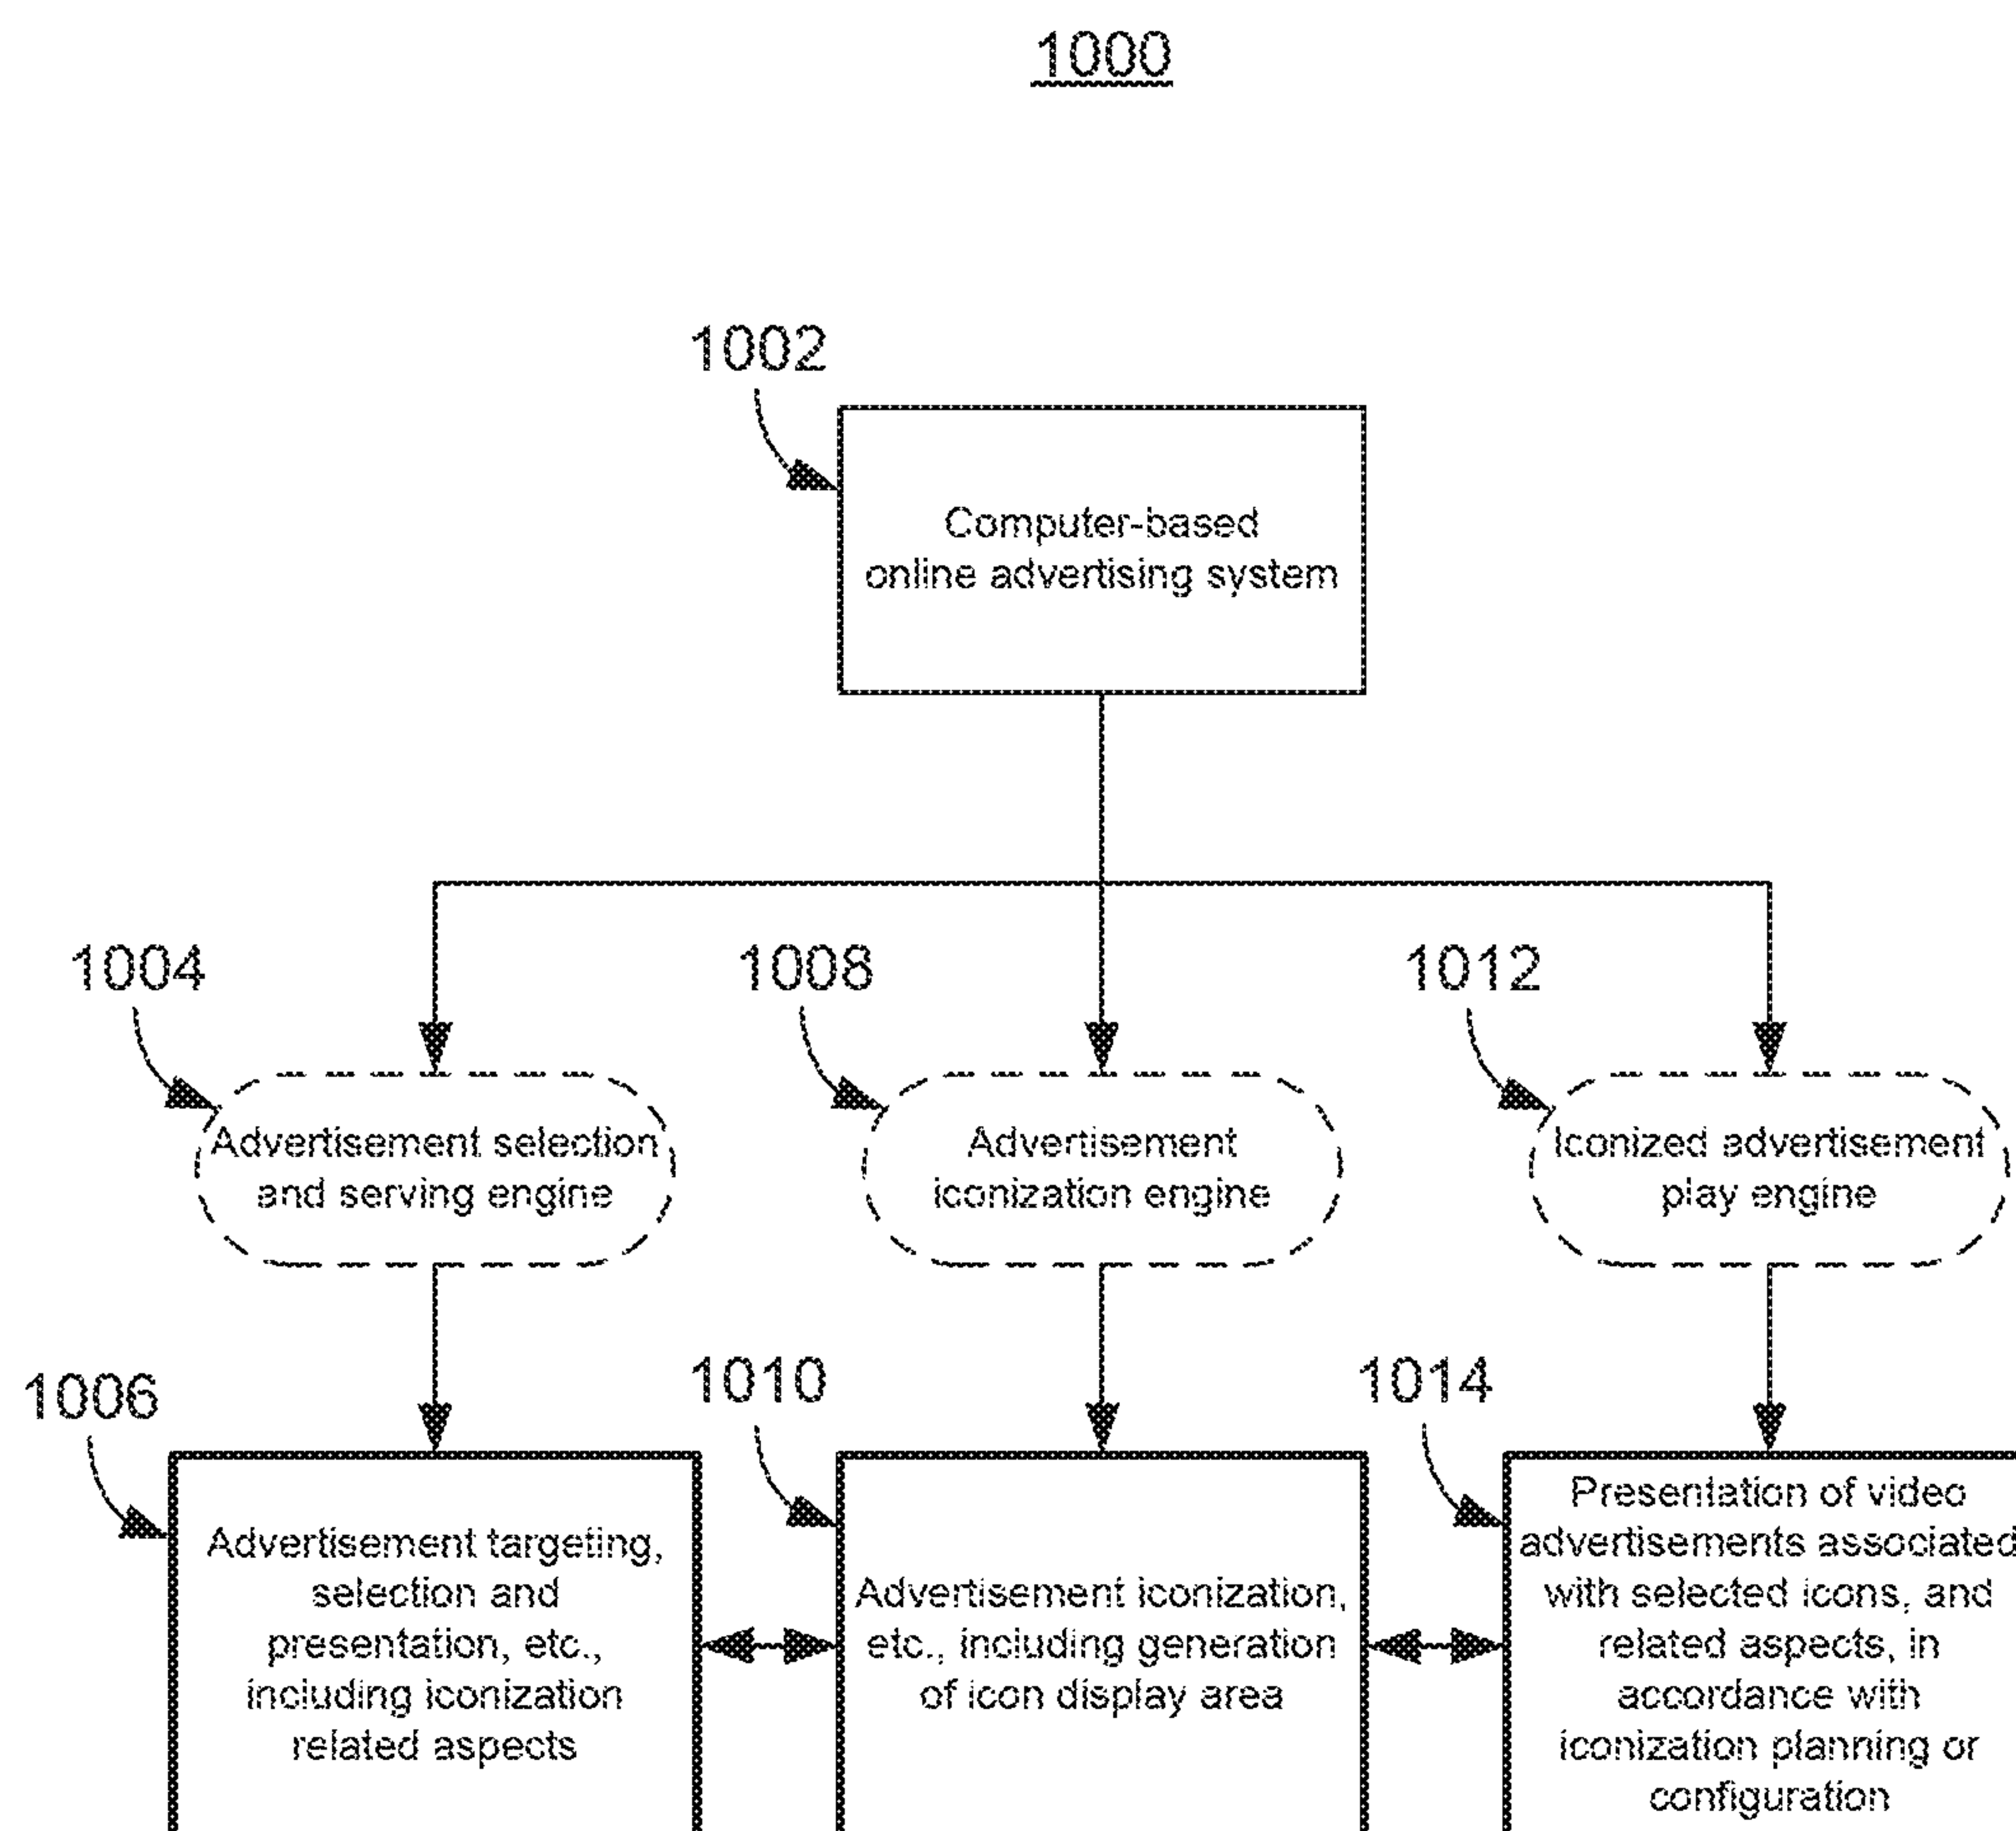 1000
1002
Computer-based
online advertising system
1004
1008
1012
Advertisement selection
and serving engine
Advertisement
iconization engine
Iconized advertisement
play engine
1006
1010
1014
Advertisement targeting,
selection and
presentation, etc.,
including iconization
related aspects
Advertisement iconization,
etc., including generation
of icon display area
Presentation of video
advertisements associated
with selected icons, and
related aspects, in
accordance with
iconization planning or
configuration